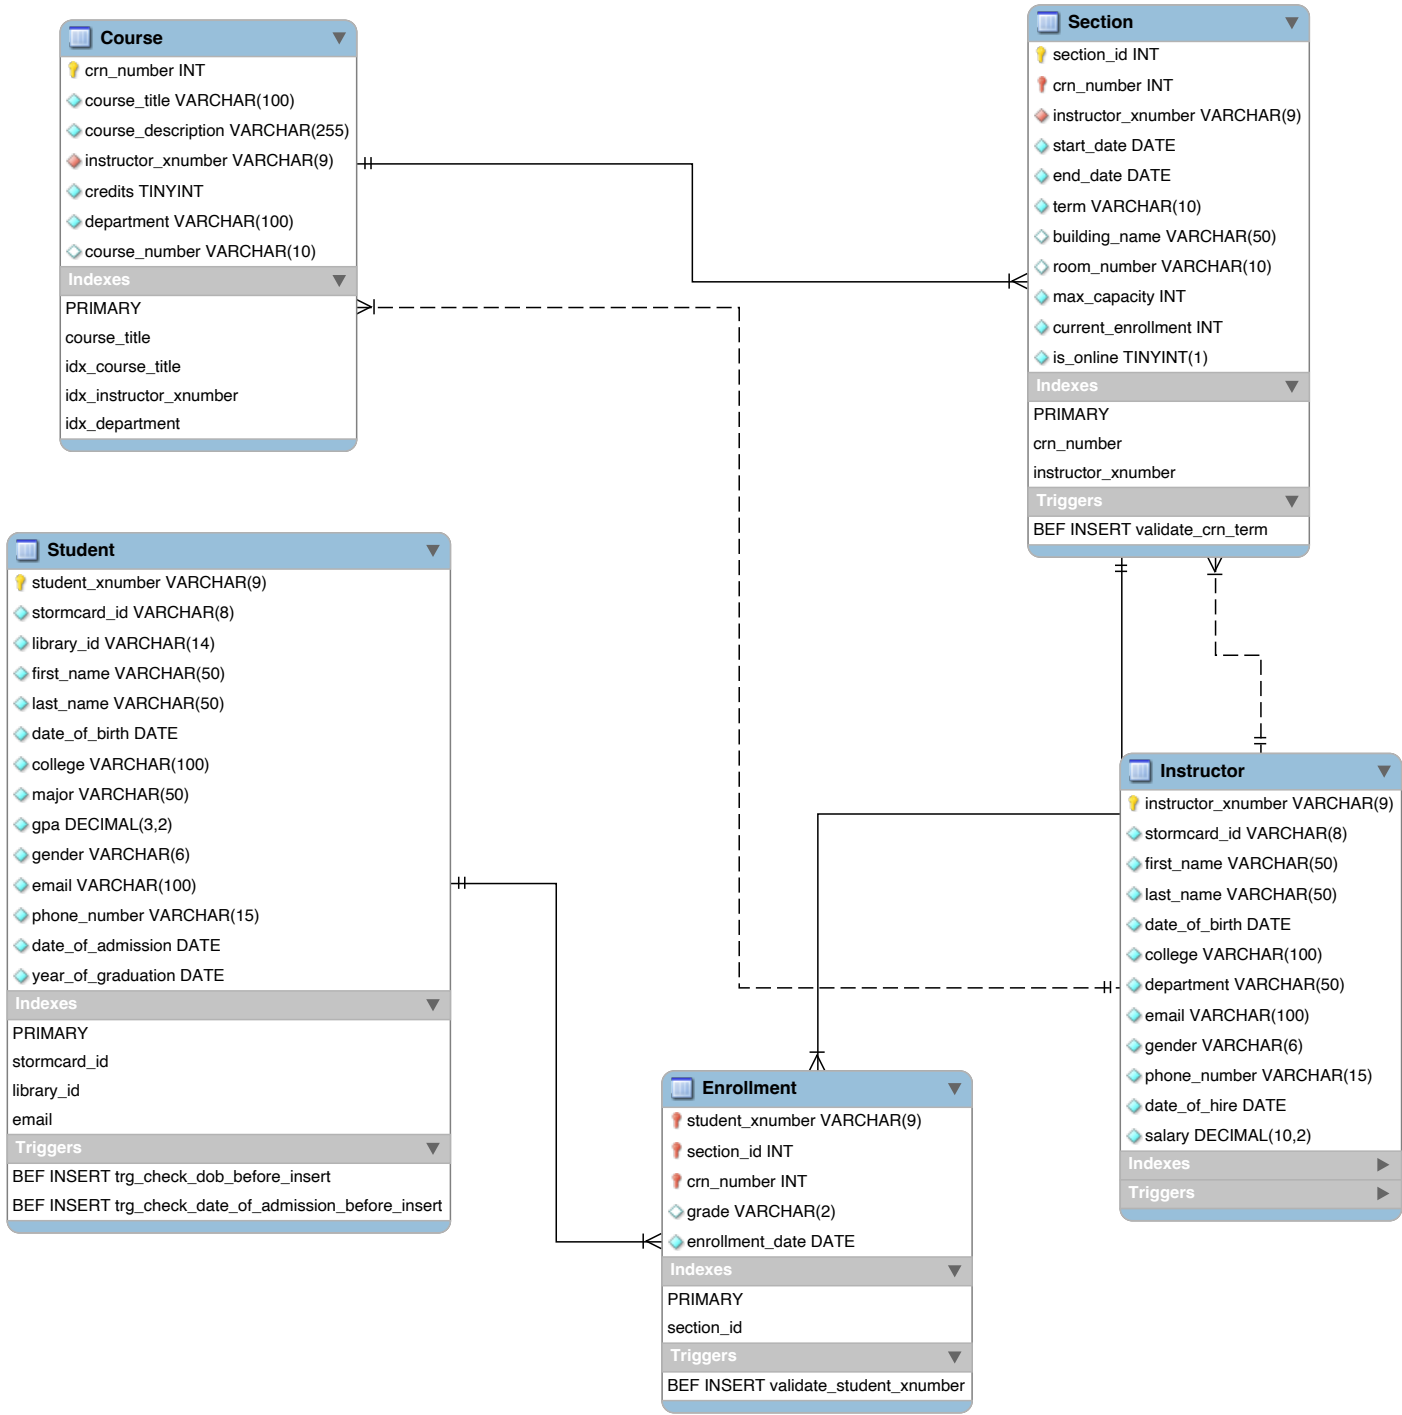 Course
crn_number INT
course_title VARCHAR(100)
course_description VARCHAR(255)
instructor_xnumber VARCHAR(9)
credits TINYINT
department VARCHAR(100)
course_number VARCHAR(10)
Indexes
PRIMARY
course_title
idx_course_title
idx_instructor_xnumber
idx_department
Section
section_id INT
crn_number INT
instructor_xnumber VARCHAR(9)
start_date DATE
end_date DATE
term VARCHAR(10)
building_name VARCHAR(50)
room_number VARCHAR(10)
max_capacity INT
current_enrollment INT
is_online TINYINT(1)
Indexes
PRIMARY
crn_number
instructor_xnumber
Triggers
BEF INSERT validate_crn_term
Student
student_xnumber VARCHAR(9)
stormcard_id VARCHAR(8)
library_id VARCHAR(14)
first_name VARCHAR(50)
last_name VARCHAR(50)
date_of_birth DATE
college VARCHAR(100)
major VARCHAR(50)
gpa DECIMAL(3,2)
gender VARCHAR(6)
email VARCHAR(100)
phone_number VARCHAR(15)
date_of_admission DATE
year_of_graduation DATE
Indexes
PRIMARY
stormcard_id
library_id
email
Triggers
BEF INSERT trg_check_dob_before_insert
BEF INSERT trg_check_date_of_admission_before_insert
Instructor
instructor_xnumber VARCHAR(9)
stormcard_id VARCHAR(8)
first_name VARCHAR(50)
last_name VARCHAR(50)
date_of_birth DATE
college VARCHAR(100)
department VARCHAR(50)
email VARCHAR(100)
gender VARCHAR(6)
phone_number VARCHAR(15)
date_of_hire DATE
salary DECIMAL(10,2)
Indexes
Triggers
Enrollment
student_xnumber VARCHAR(9)
section_id INT
crn_number INT
grade VARCHAR(2)
enrollment_date DATE
Indexes
PRIMARY
section_id
Triggers
BEF INSERT validate_student_xnumber